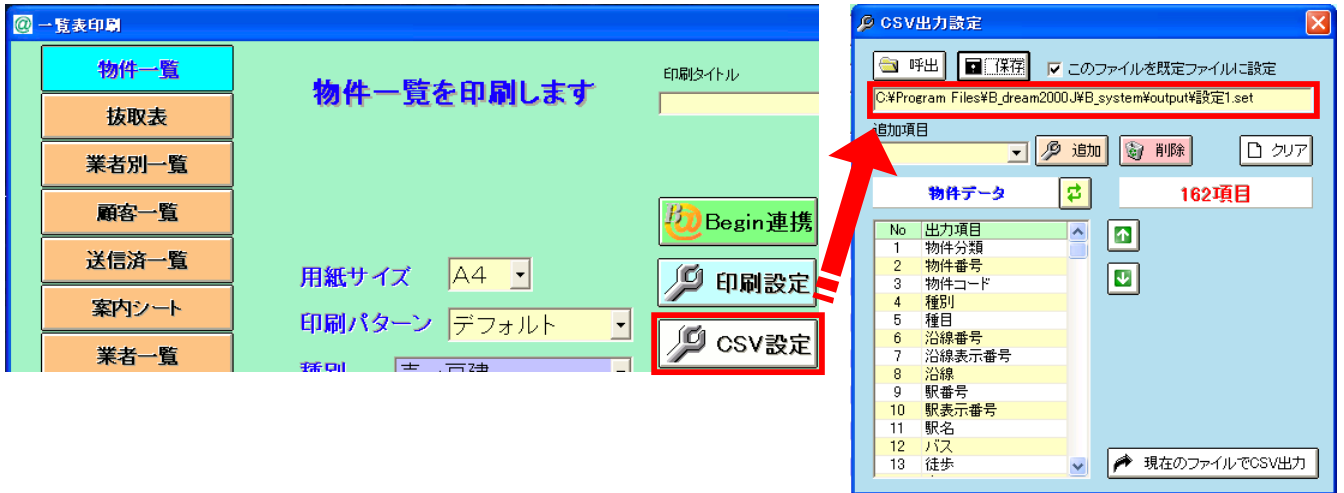 一覧表印刷
物件一覧
抜取表
業者別一覧
顧客一覧
送信済一覧
案内シート
業者一覧
物件一覧を印刷します
印刷タイトル
Begin連携
用紙サイズ A4
印刷設定
印刷パターン デフォルト
CSV設定
種別 売一戸建
CSV出力設定
呼出 保存 このファイルを既定ファイルに設定
C:¥Program Files¥B_dream2000J¥B_system¥output¥設定1.set
追加項目
追加 削除 クリア
物件データ 162項目
No 出力項目
1 物件分類
2 物件番号
3 物件コード
4 種別
5 種目
6 沿線番号
7 沿線表示番号
8 沿線
9 駅番号
10 駅表示番号
11 駅名
12 バス
13 徒歩
現在のファイルでCSV出力